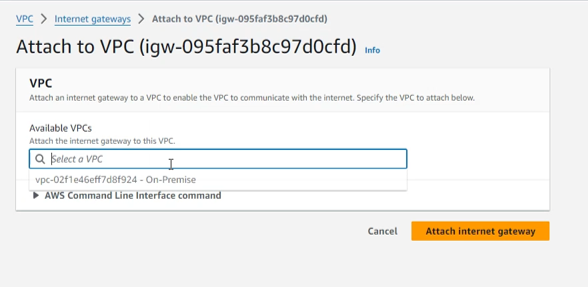 VPC > Internet gateways > Attach to VPC (igw-095faf3b8c97d0cfd)
Attach to VPC (igw-095faf3b8c97d0cfd) Info
VPC
Attach an internet gateway to a VPC to enable the VPC to communicate with the internet. Specify the VPC to attach below.
Available VPCs
Attach the internet gateway to this VPC.
Select a VPC
vpc-02f1e46eff7d8f924 - On-Premise
AWS Command Line Interface command
Cancel
Attach internet gateway